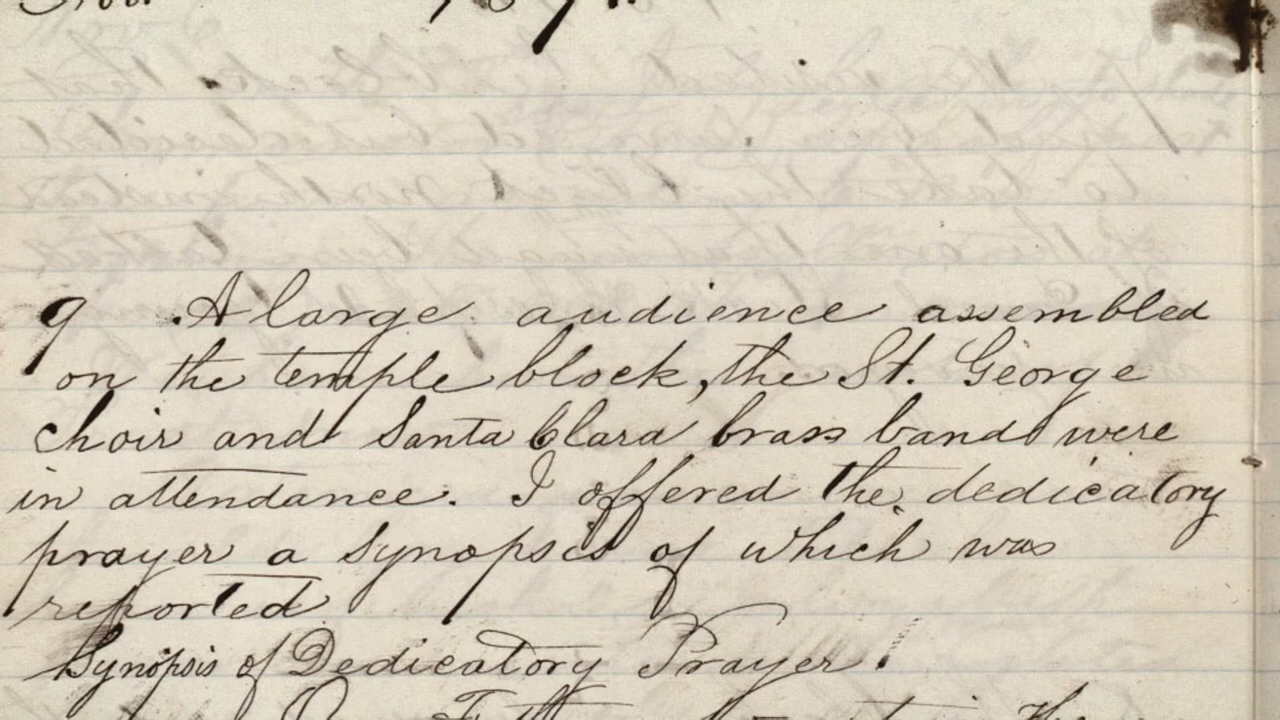 9 A large audience assembled
on the temple block, the St. George
choir and Santa Clara brass band were
in attendance. I offered the dedicatory
prayer a synopsis of which was
reported.
Synopsis of Dedicatory Prayer!